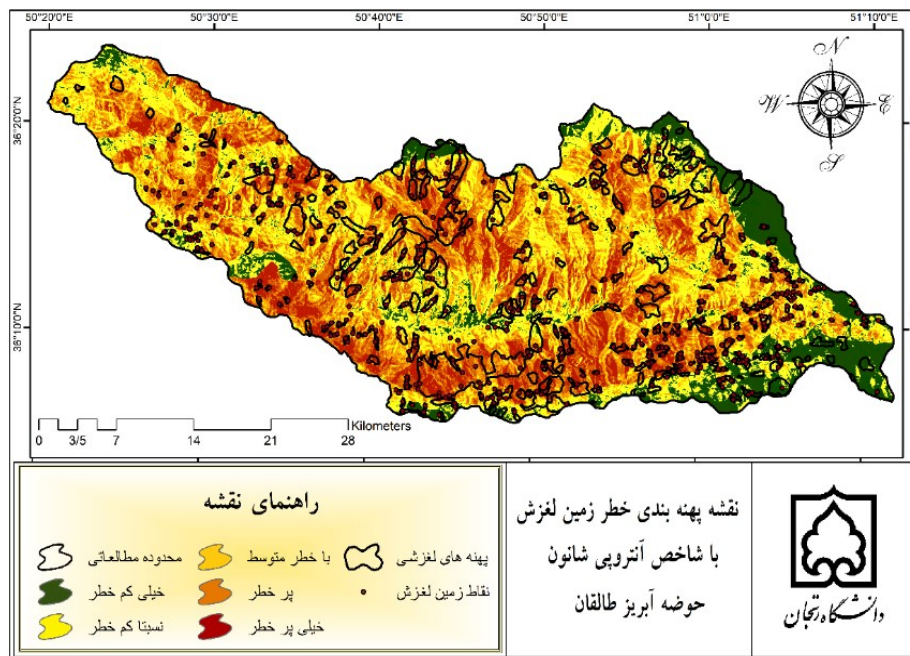 50°20'0"E 50°30'0"E 50°40'0"E 50°50'0"E 51°0'0"E 51°10'0"E
36°20'0"N
36°10'0"N
N
W E
S
Kilometers
0 3/5 7 14 21 28
راهنمای نقشه
پهنه های لغزشی با خطر متوسط محدوده مطالعاتی
نقاط زمین لغزش پر خطر خیلی کم خطر
خیلی پر خطر نسبتا کم خطر
نقشه پهنه بندی خطر زمین لغزش
با شاخص آنتروپی شانون
حوضه آبریز طالقان
دانشگاه زنجان